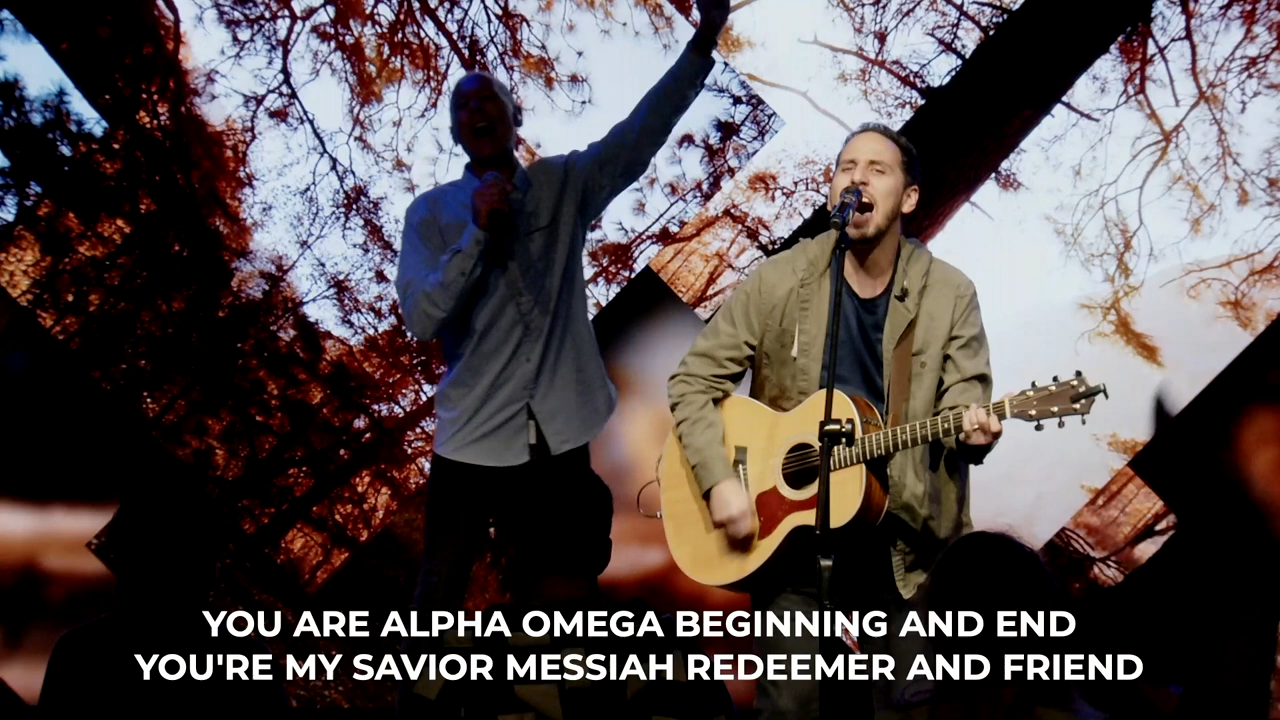 YOU ARE ALPHA OMEGA BEGINNING AND END
YOU'RE MY SAVIOR MESSIAH REDEEMER AND FRIEND